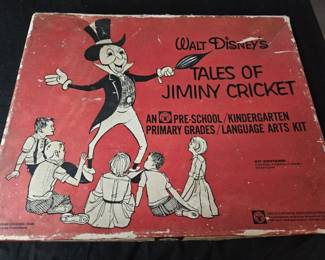 WALT DISNEY'S
TALES OF
JIMINY CRICKET
AN PRE-SCHOOL/KINDERGARTEN
PRIMARY GRADES/LANGUAGE ARTS KIT